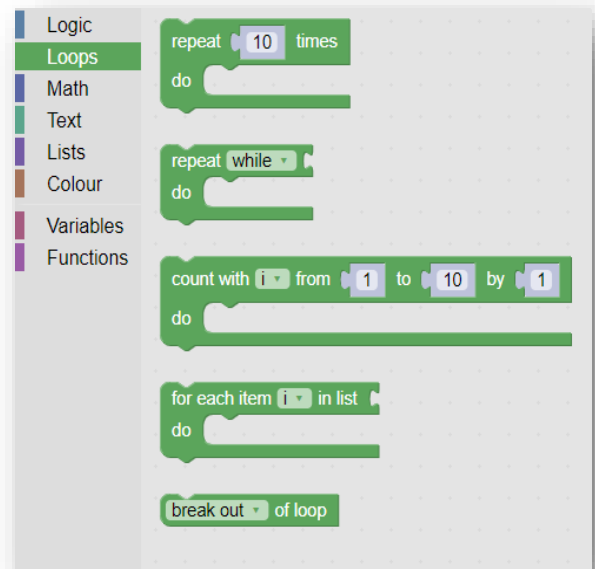 Logic
Loops
Math
Text
Lists
Colour
Variables
Functions
repeat 10 times
do
repeat while
do
count with i from 1 to 10 by 1
do
for each item i in list
do
break out of loop